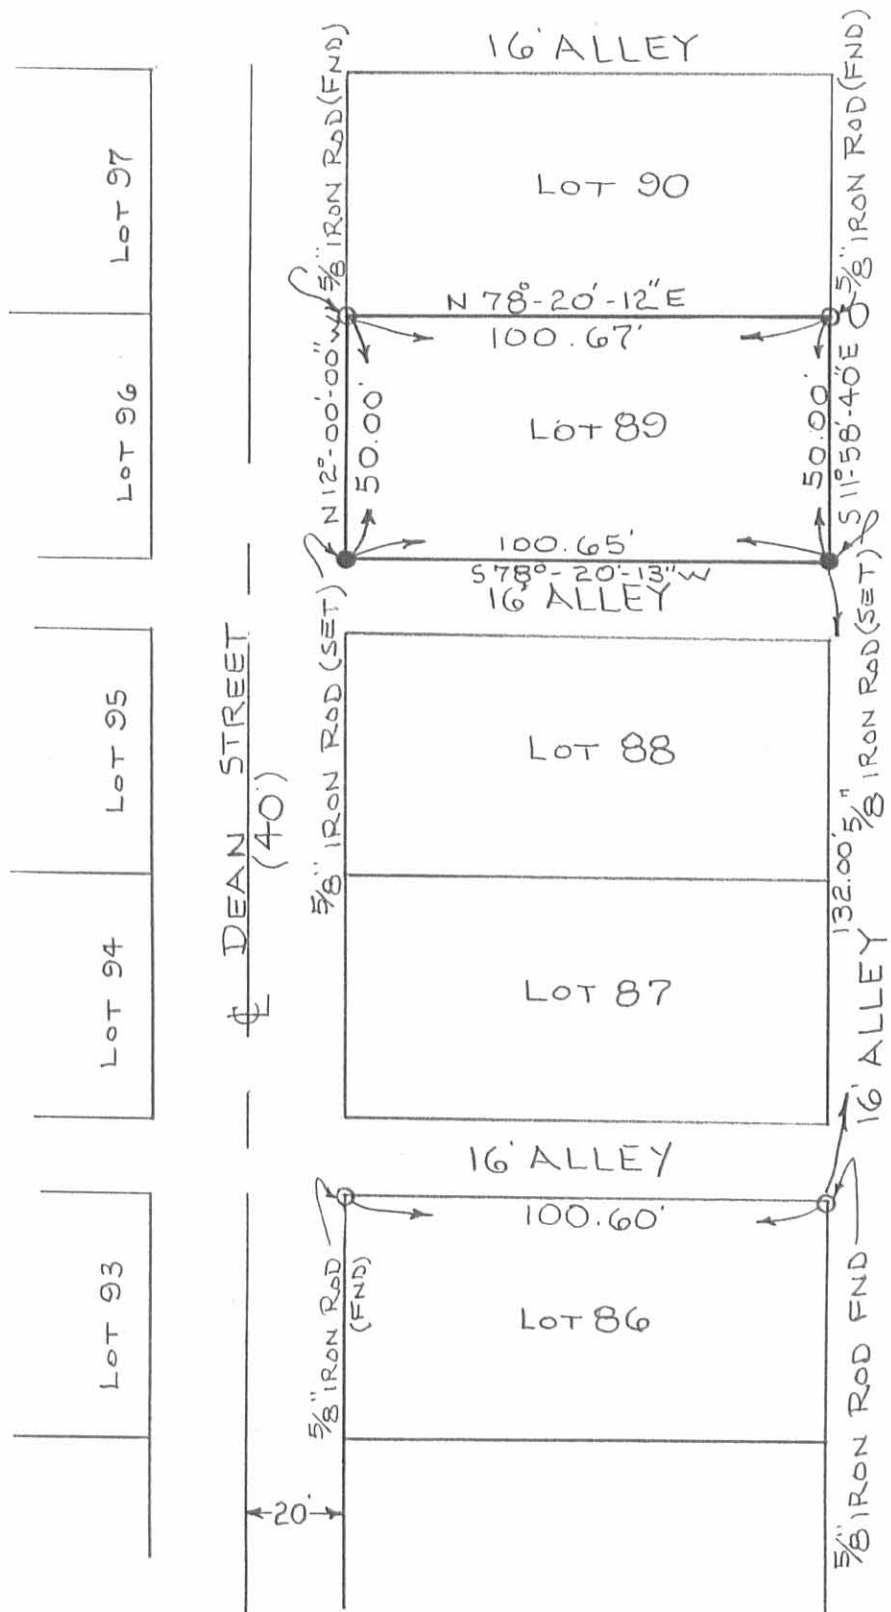 16' ALLEY
5/8" IRON ROD (FND)
5/8" IRON ROD (FND)
LOT 97
LOT 90
N 78°-20'-12" E
100.67'
N 12°-00'-00" W
50.00'
LOT 96
LOT 89
50.00'
S 11°-58'-40" E
100.65'
S 78°-20'-13" W
16' ALLEY
5/8" IRON ROD (SET)
5/8" IRON ROD (SET)
LOT 95
DEAN STREET
(40')
LOT 88
132.00'
LOT 94
℄
LOT 87
16' ALLEY
16' ALLEY
100.60'
LOT 93
5/8" IRON ROD
(FND)
LOT 86
5/8" IRON ROD FND
20'